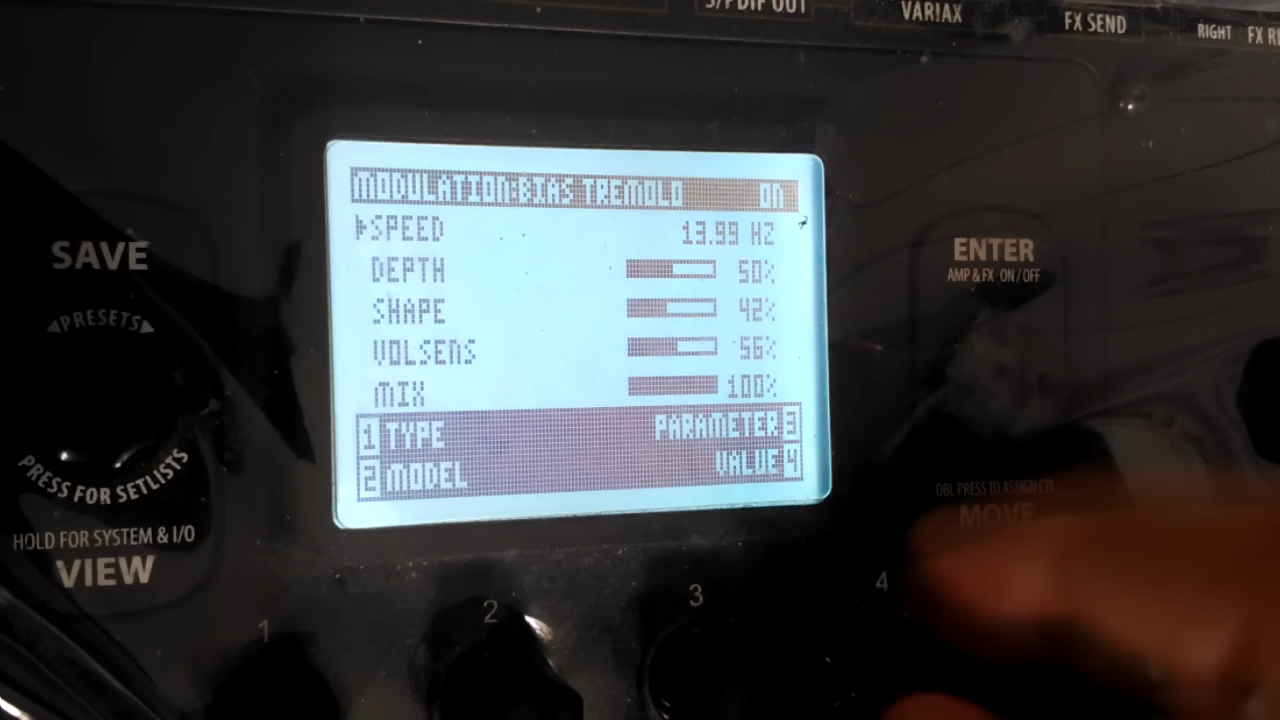 S/PDIF OUT
VARIAX
FX SEND
RIGHT
FX
SAVE
PRESETS
PRESS FOR SETLISTS
HOLD FOR SYSTEM & I/O
VIEW
MODULATION:BIAS TREMOLO ON
SPEED 13.99 HZ
DEPTH 50%
SHAPE 42%
VOLSENS 56%
MIX 100%
1 TYPE PARAMETER 3
2 MODEL VALUE 4
ENTER
AMP & FX ON/OFF
DBL PRESS TO ASSIGN CTL
MOVE
1
2
3
4